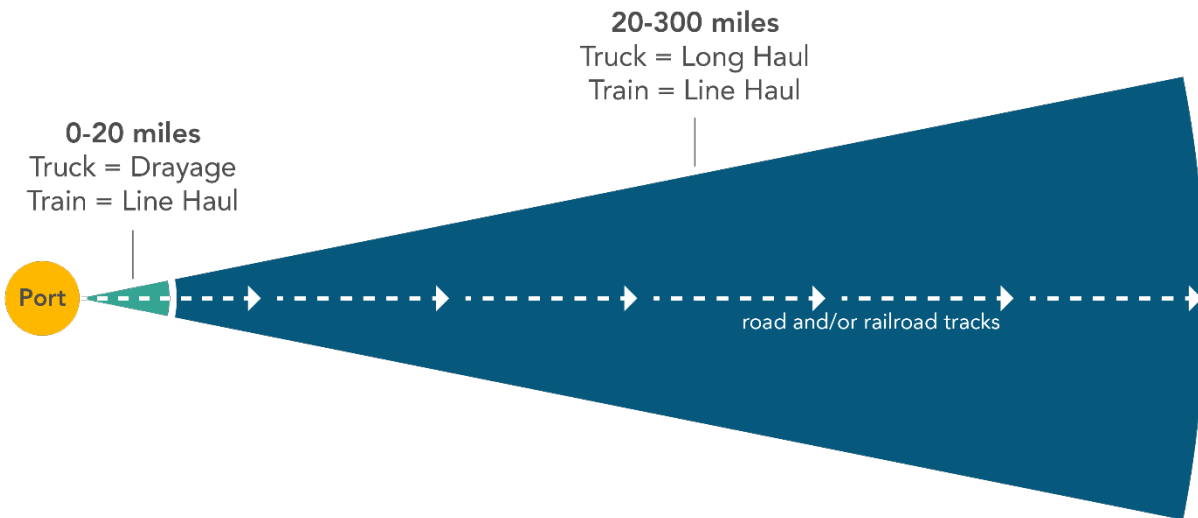 20-300 miles
Truck = Long Haul
Train = Line Haul
0-20 miles
Truck = Drayage
Train = Line Haul
Port
road and/or railroad tracks